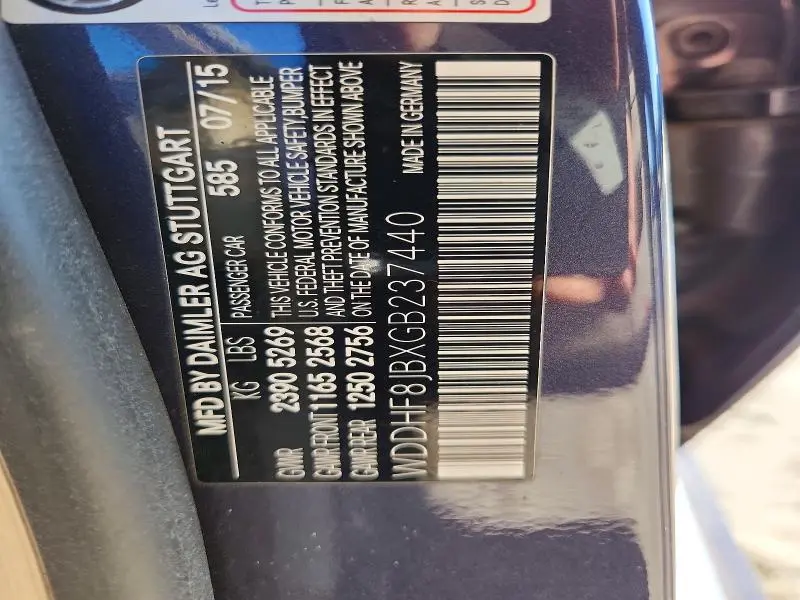 MFD BY DAIMLER AG STUTTGART
KG LBS PASSENGER CAR 585 07/15
GWR 2390 5269 THIS VEHICLE CONFORMS TO ALL APPLICABLE
U.S. FEDERAL MOTOR VEHICLE SAFETY,BUMPER
GAWR FRONT 1165 2568 AND THEFT PREVENTION STANDARDS IN EFFECT
GAWR REAR 1250 2756 ON THE DATE OF MANUFACTURE SHOWN ABOVE
WDDHF8JBXGB237440 MADE IN GERMANY